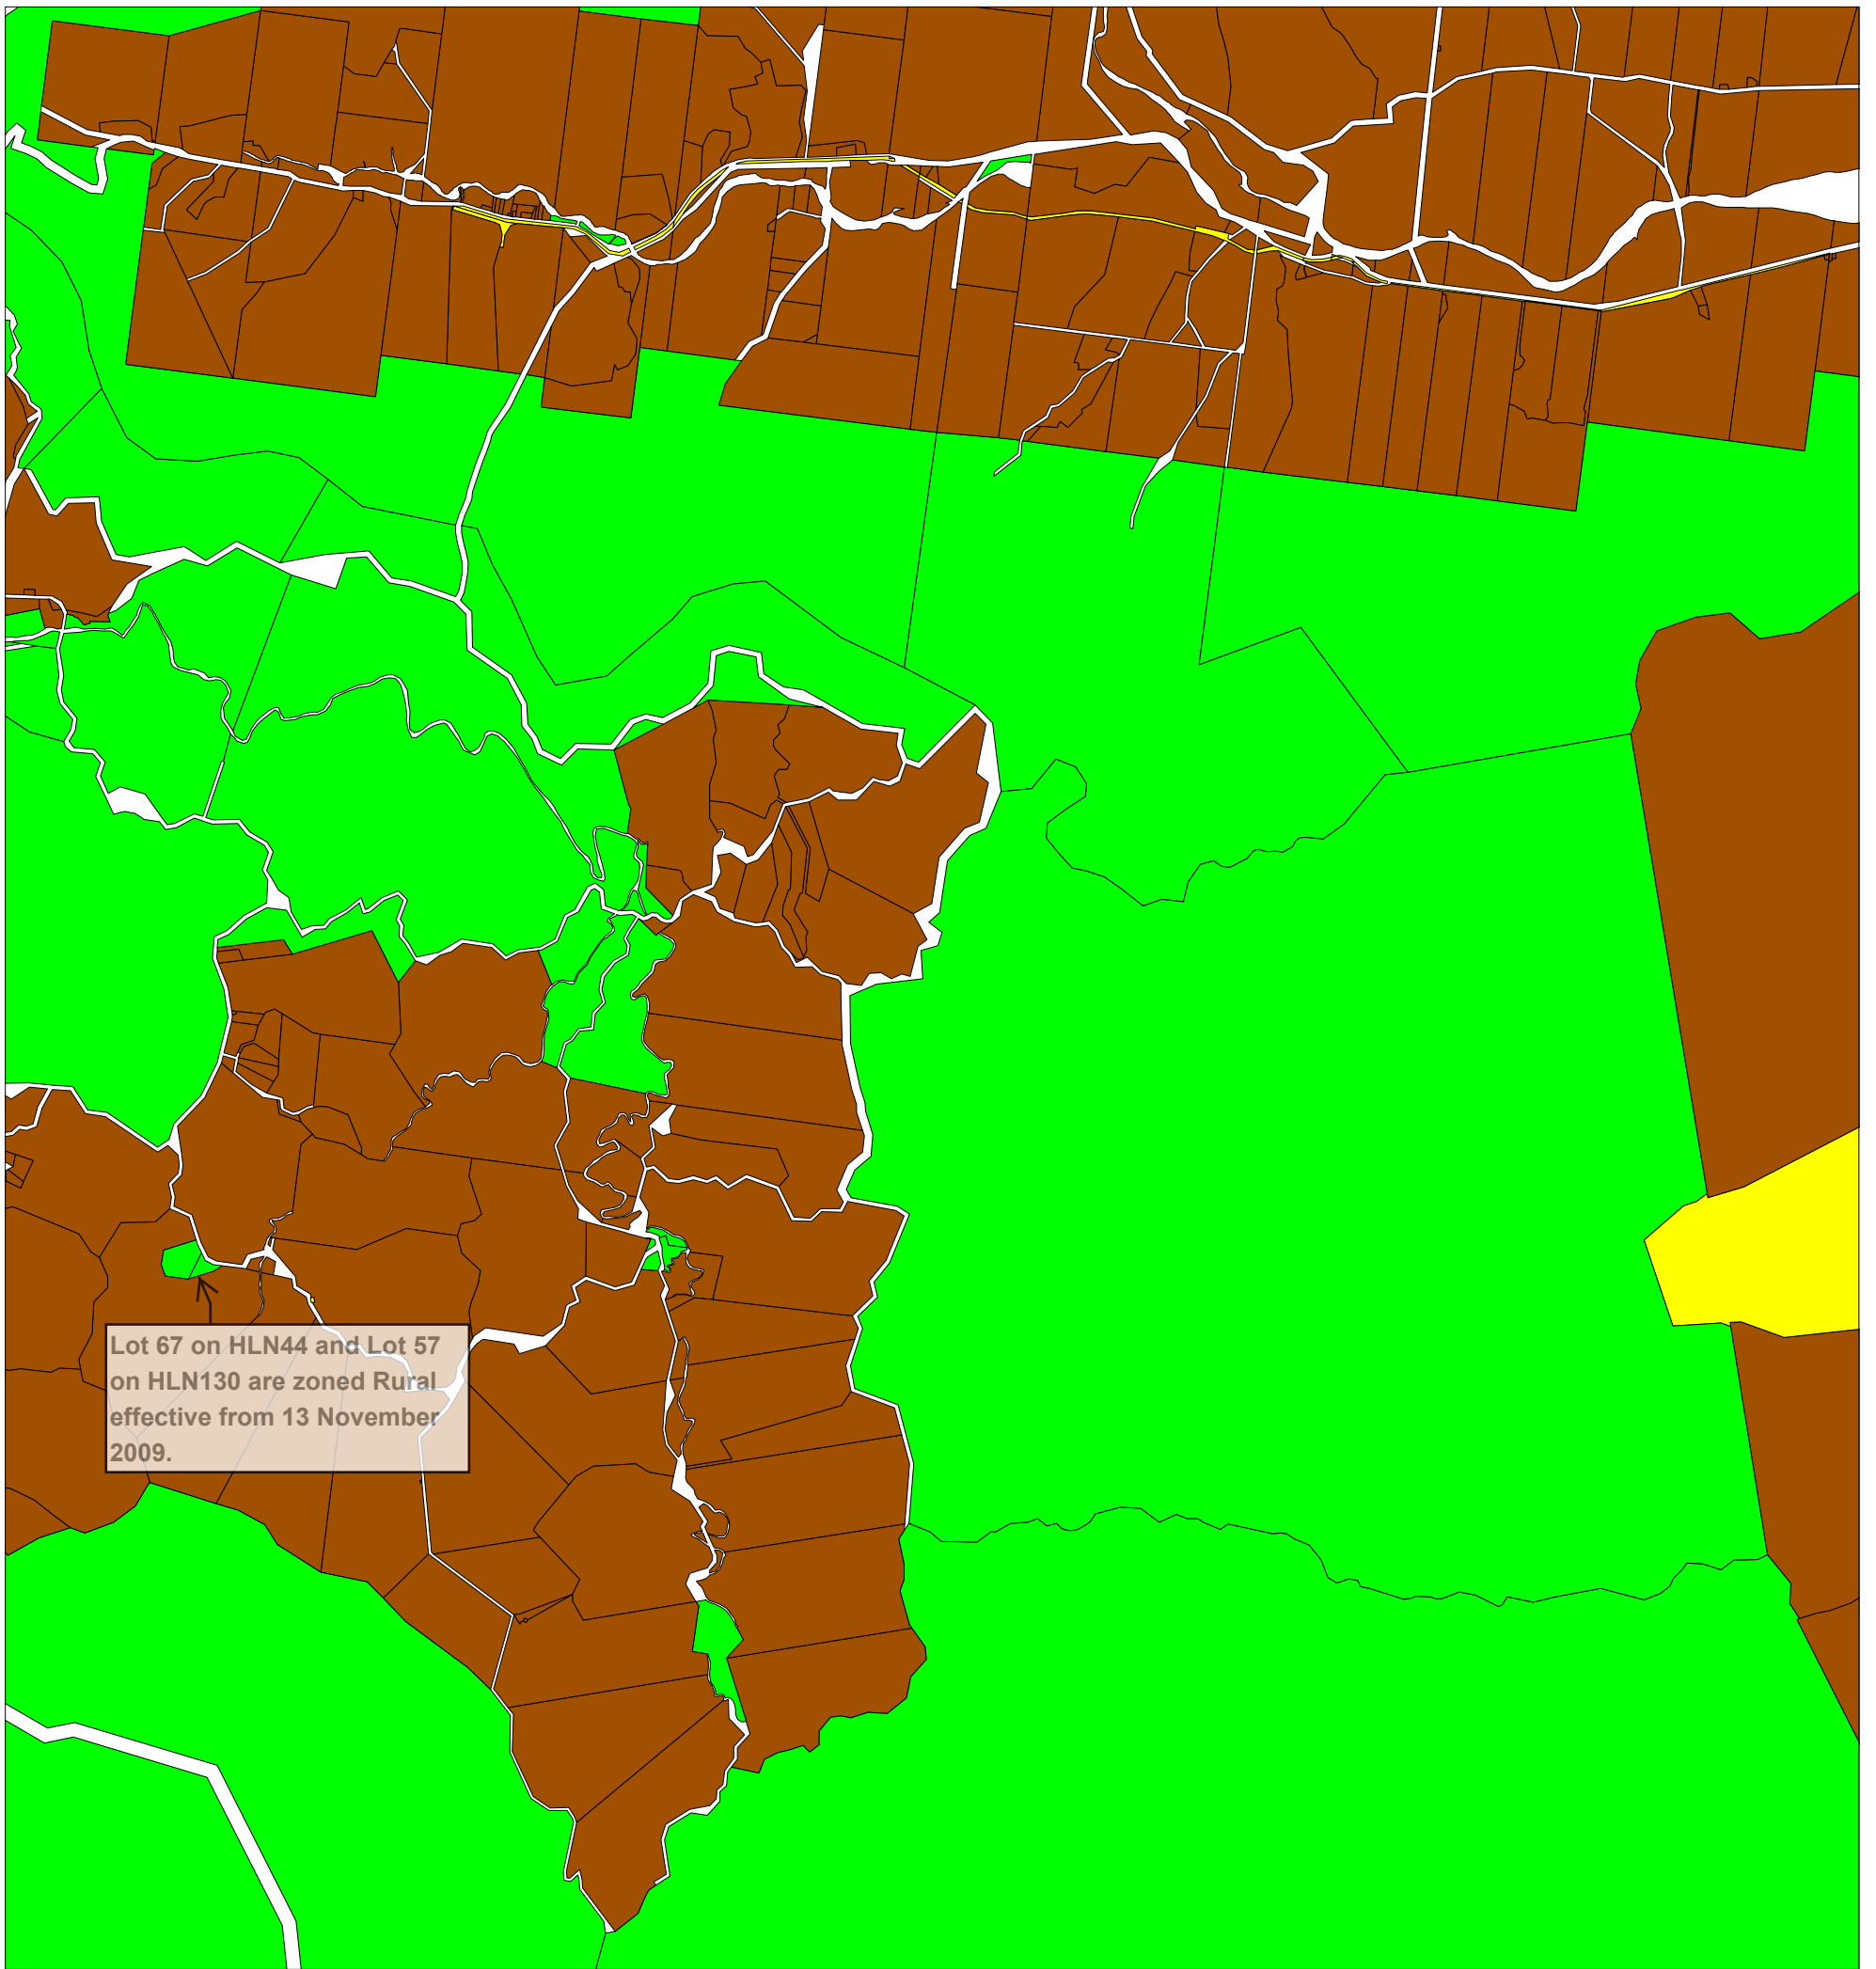 Lot 67 on HLN44 and Lot 57
on HLN130 are zoned Rural
effective from 13 November
2009.